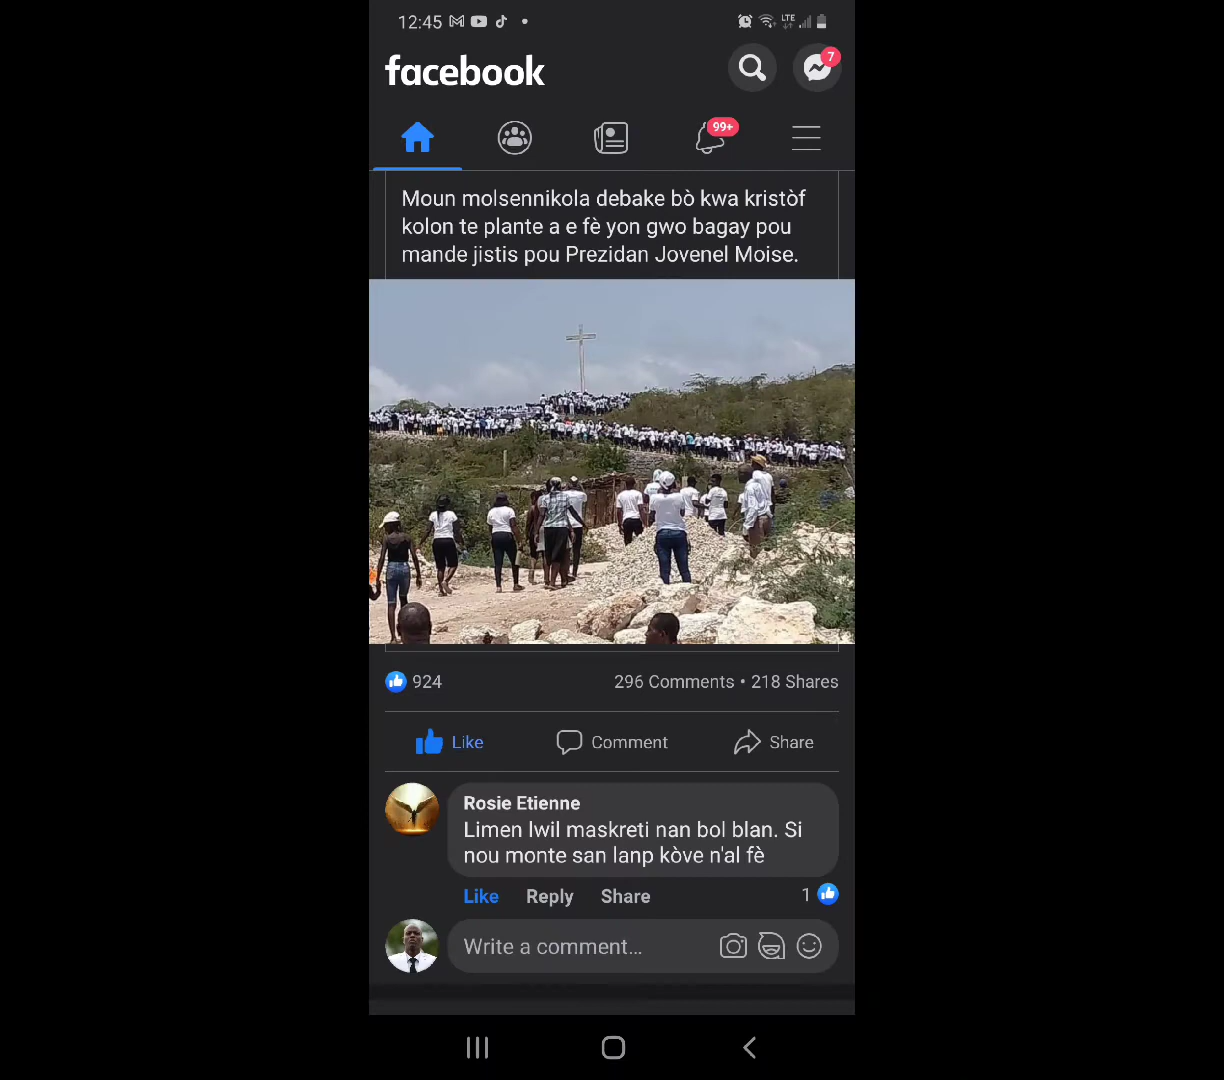 12:45
LTE
facebook
7
99+
Moun molsennikola debake bò kwa kristòf
kolon te plante a e fè yon gwo bagay pou
mande jistis pou Prezidan Jovenel Moise.
924
296 Comments • 218 Shares
Like
Comment
Share
Rosie Etienne
Limen lwil maskreti nan bol blan. Si
nou monte san lanp kòve n'al fè
Like
Reply
Share
1
Write a comment...